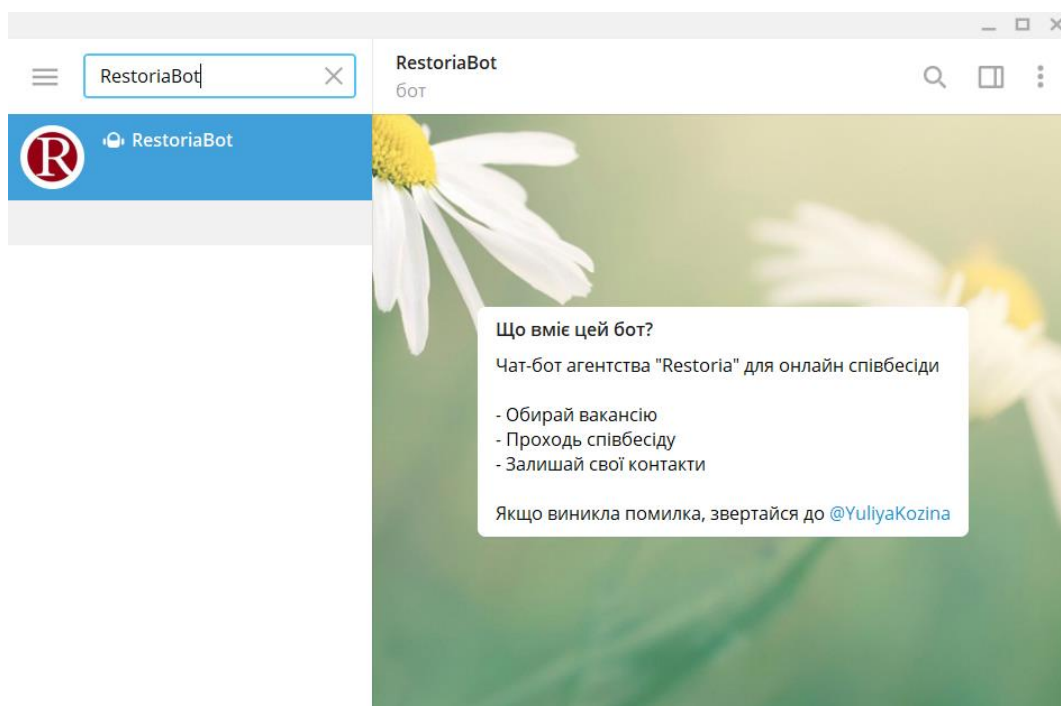 RestoriaBot
RestoriaBot
бот
R
RestoriaBot
Що вміє цей бот?
Чат-бот агентства "Restoria" для онлайн співбесіди
- Обирай вакансію
- Проходь співбесіду
- Залишай свої контакти
Якщо виникла помилка, звертайся до @YuliyaKozina